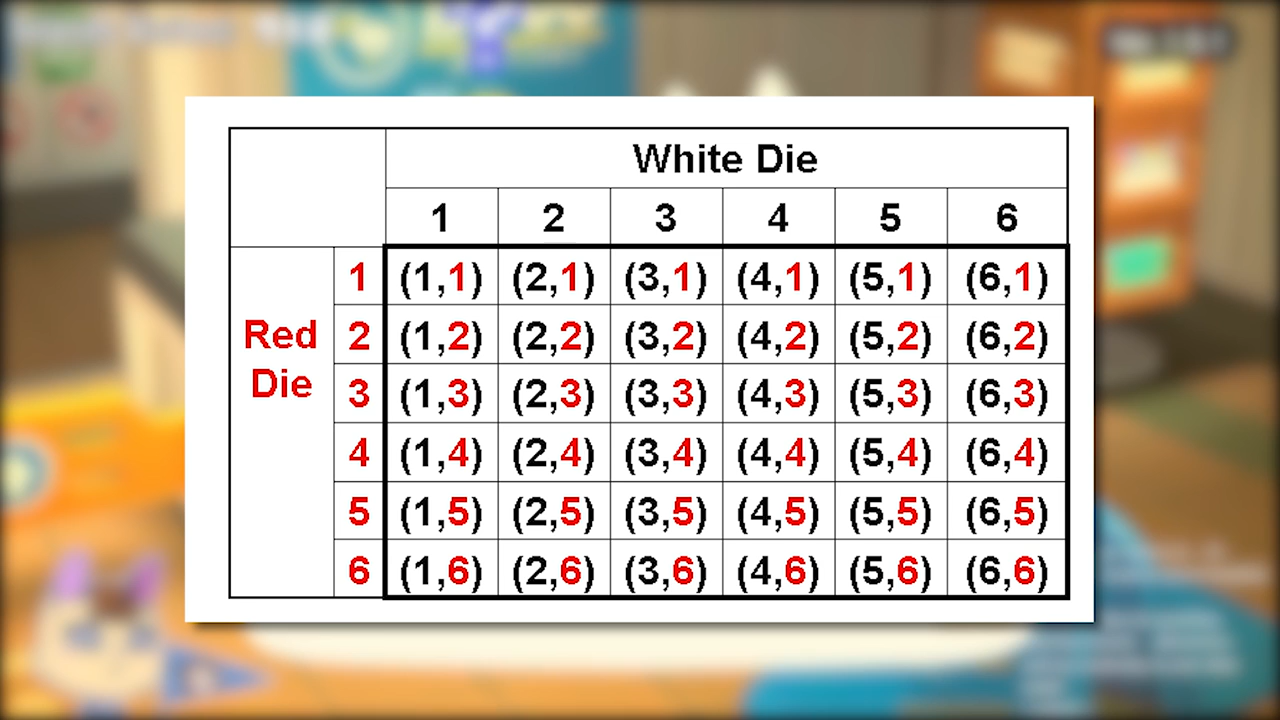 White Die
1 2 3 4 5 6
Red Die
1 (1,1) (2,1) (3,1) (4,1) (5,1) (6,1)
2 (1,2) (2,2) (3,2) (4,2) (5,2) (6,2)
3 (1,3) (2,3) (3,3) (4,3) (5,3) (6,3)
4 (1,4) (2,4) (3,4) (4,4) (5,4) (6,4)
5 (1,5) (2,5) (3,5) (4,5) (5,5) (6,5)
6 (1,6) (2,6) (3,6) (4,6) (5,6) (6,6)